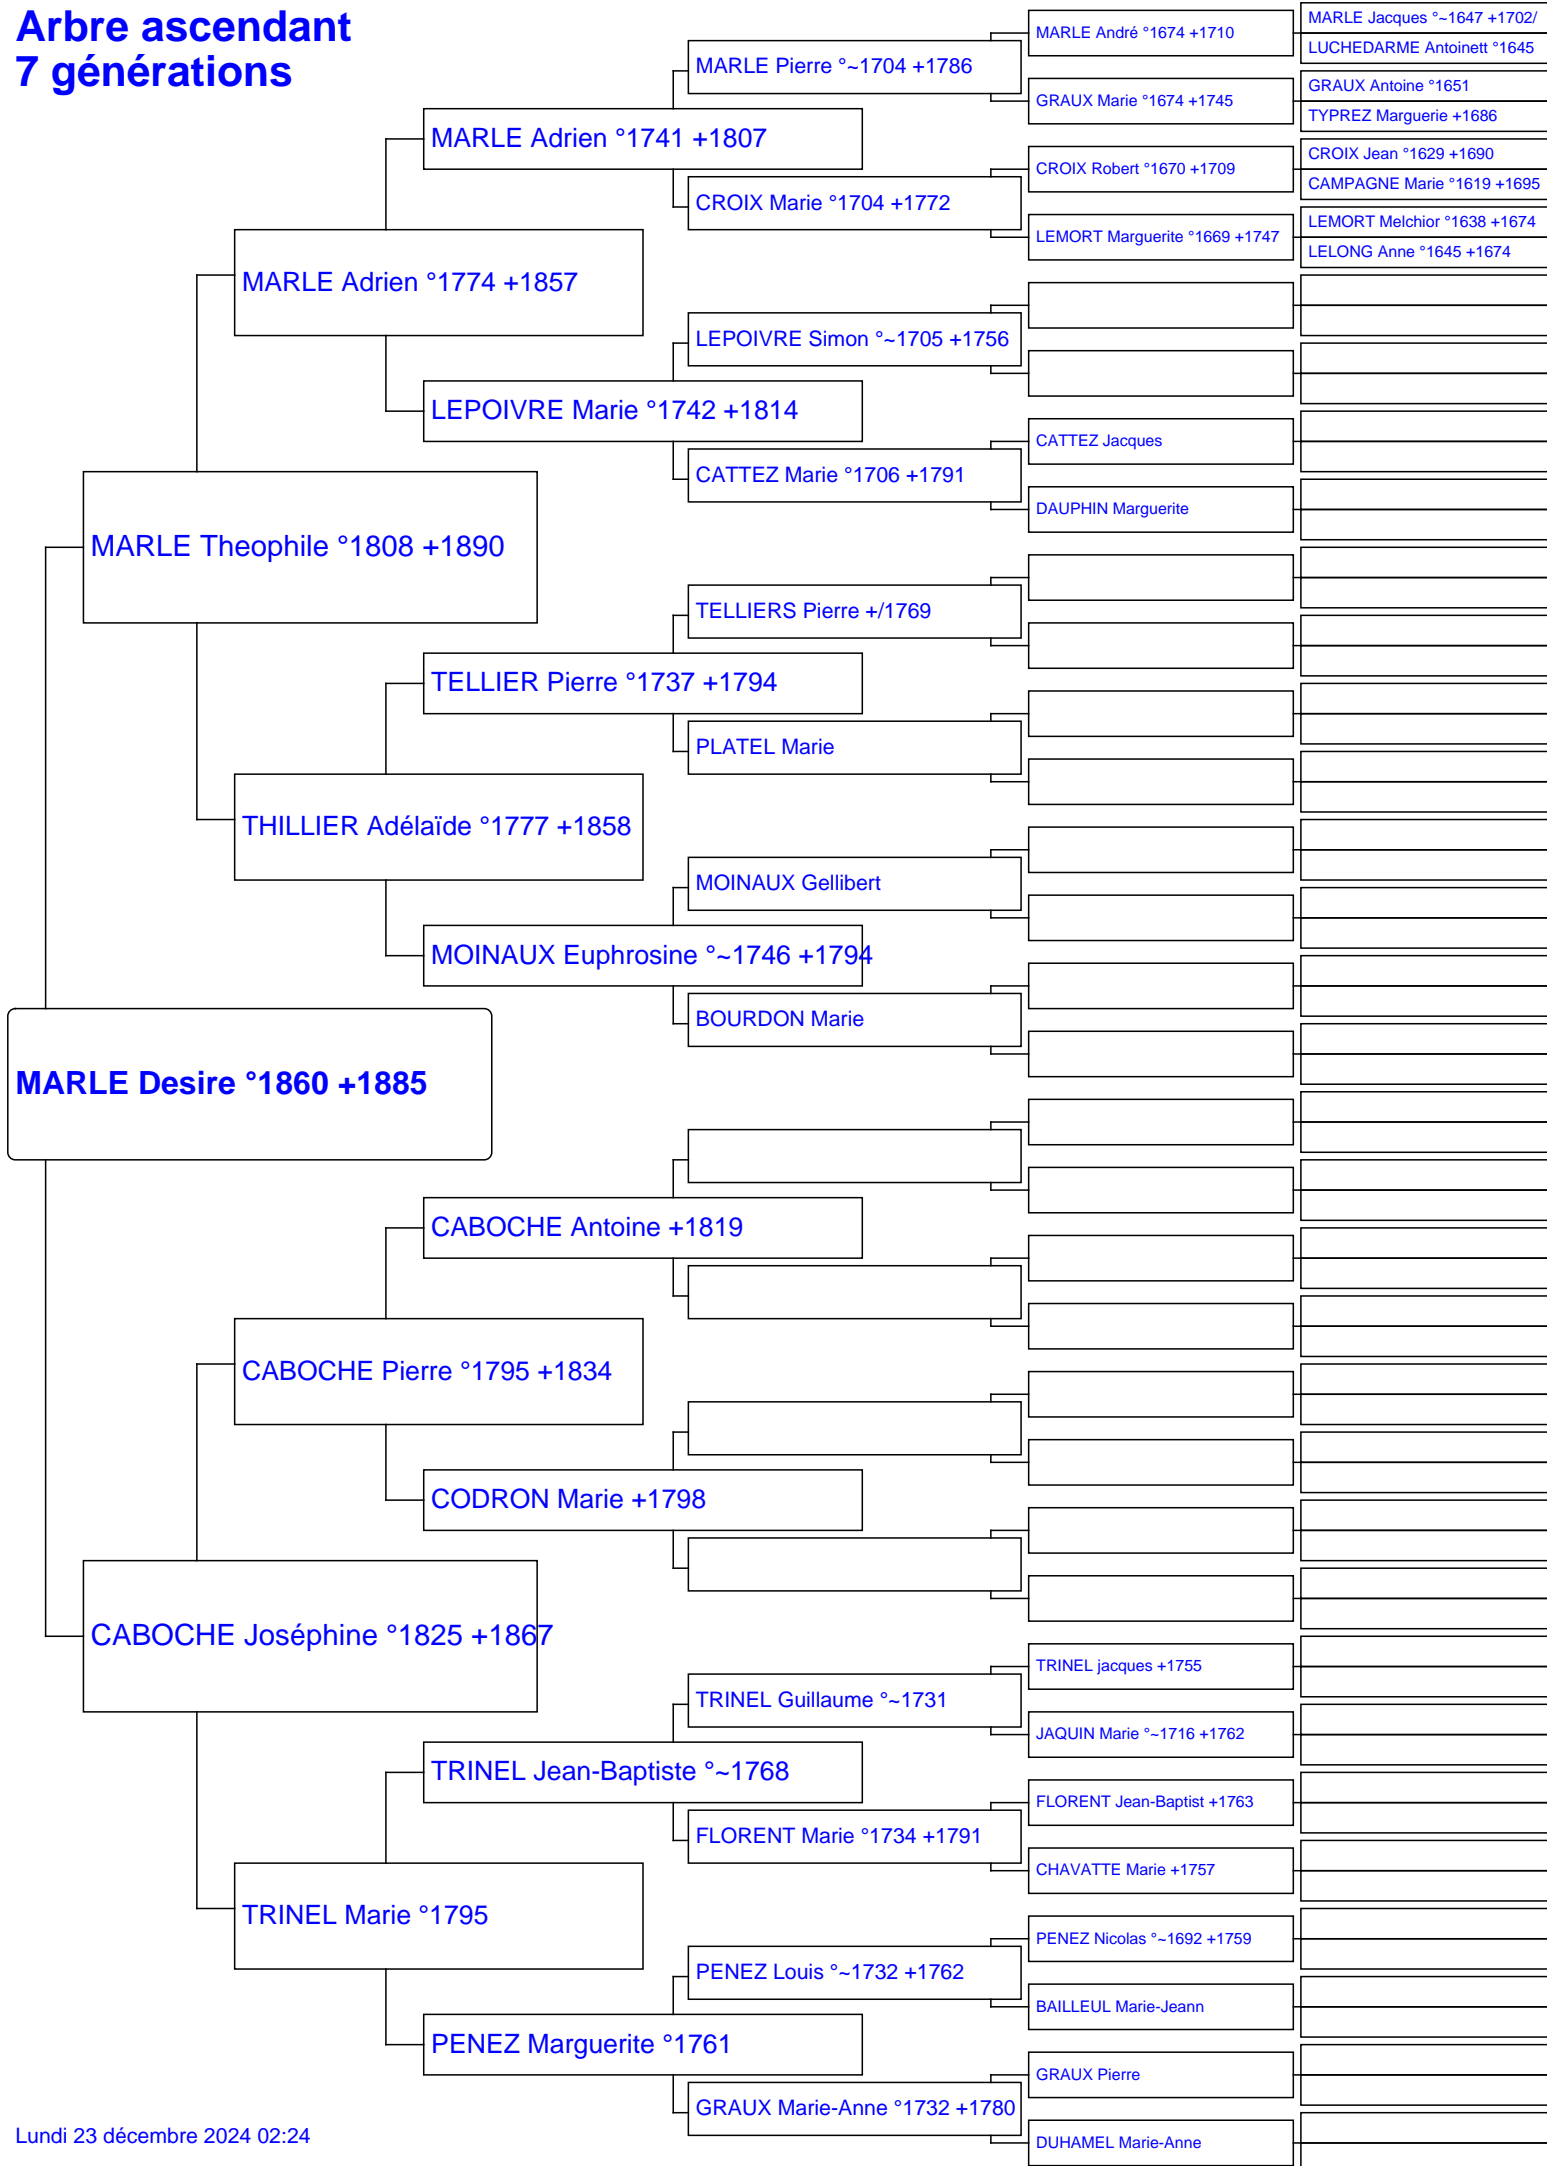 Arbre ascendant
7 générations
MARLE Desire °1860 +1885
MARLE Theophile °1808 +1890
CABOCHE Joséphine °1825 +1867
MARLE Adrien °1774 +1857
THILLIER Adélaïde °1777 +1858
CABOCHE Pierre °1795 +1834
TRINEL Marie °1795
MARLE Adrien °1741 +1807
LEPOIVRE Marie °1742 +1814
TELLIER Pierre °1737 +1794
MOINAUX Euphrosine °~1746 +1794
CABOCHE Antoine +1819
CODRON Marie +1798
TRINEL Jean-Baptiste °~1768
PENEZ Marguerite °1761
MARLE Pierre °~1704 +1786
CROIX Marie °1704 +1772
LEPOIVRE Simon °~1705 +1756
CATTEZ Marie °1706 +1791
TELLIERS Pierre +/1769
PLATEL Marie
MOINAUX Gellibert
BOURDON Marie
TRINEL Guillaume °~1731
FLORENT Marie °1734 +1791
PENEZ Louis °~1732 +1762
GRAUX Marie-Anne °1732 +1780
MARLE André °1674 +1710
GRAUX Marie °1674 +1745
CROIX Robert °1670 +1709
LEMORT Marguerite °1669 +1747
CATTEZ Jacques
DAUPHIN Marguerite
TRINEL jacques +1755
JAQUIN Marie °~1716 +1762
FLORENT Jean-Baptist +1763
CHAVATTE Marie +1757
PENEZ Nicolas °~1692 +1759
BAILLEUL Marie-Jeann
GRAUX Pierre
DUHAMEL Marie-Anne
MARLE Jacques °~1647 +1702/
LUCHEDARME Antoinett °1645
GRAUX Antoine °1651
TYPREZ Marguerie +1686
CROIX Jean °1629 +1690
CAMPAGNE Marie °1619 +1695
LEMORT Melchior °1638 +1674
LELONG Anne °1645 +1674
Lundi 23 décembre 2024 02:24